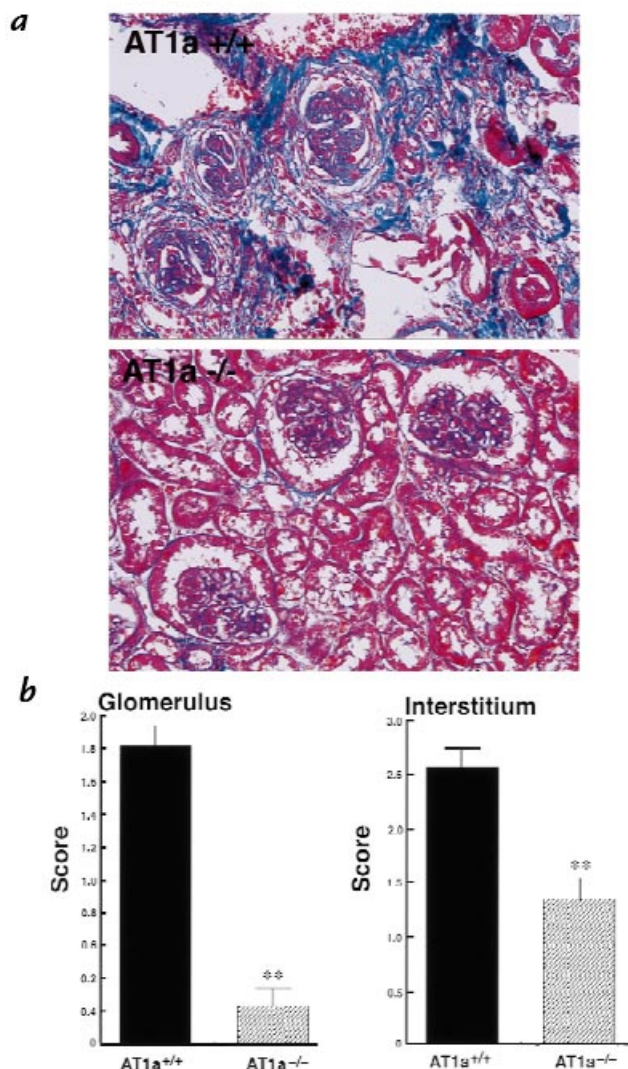 a
AT1a +/+
AT1a -/-
b
Glomerulus
Score
2.0
1.8
1.6
1.4
1.2
1.0
0.8
0.2
0.4
0
**
AT1a+/+
AT1a-/-
Interstitium
Score
3.0
2.5
2.0
1.5
1.0
0.5
0
**
AT1a+/+
AT1a-/-